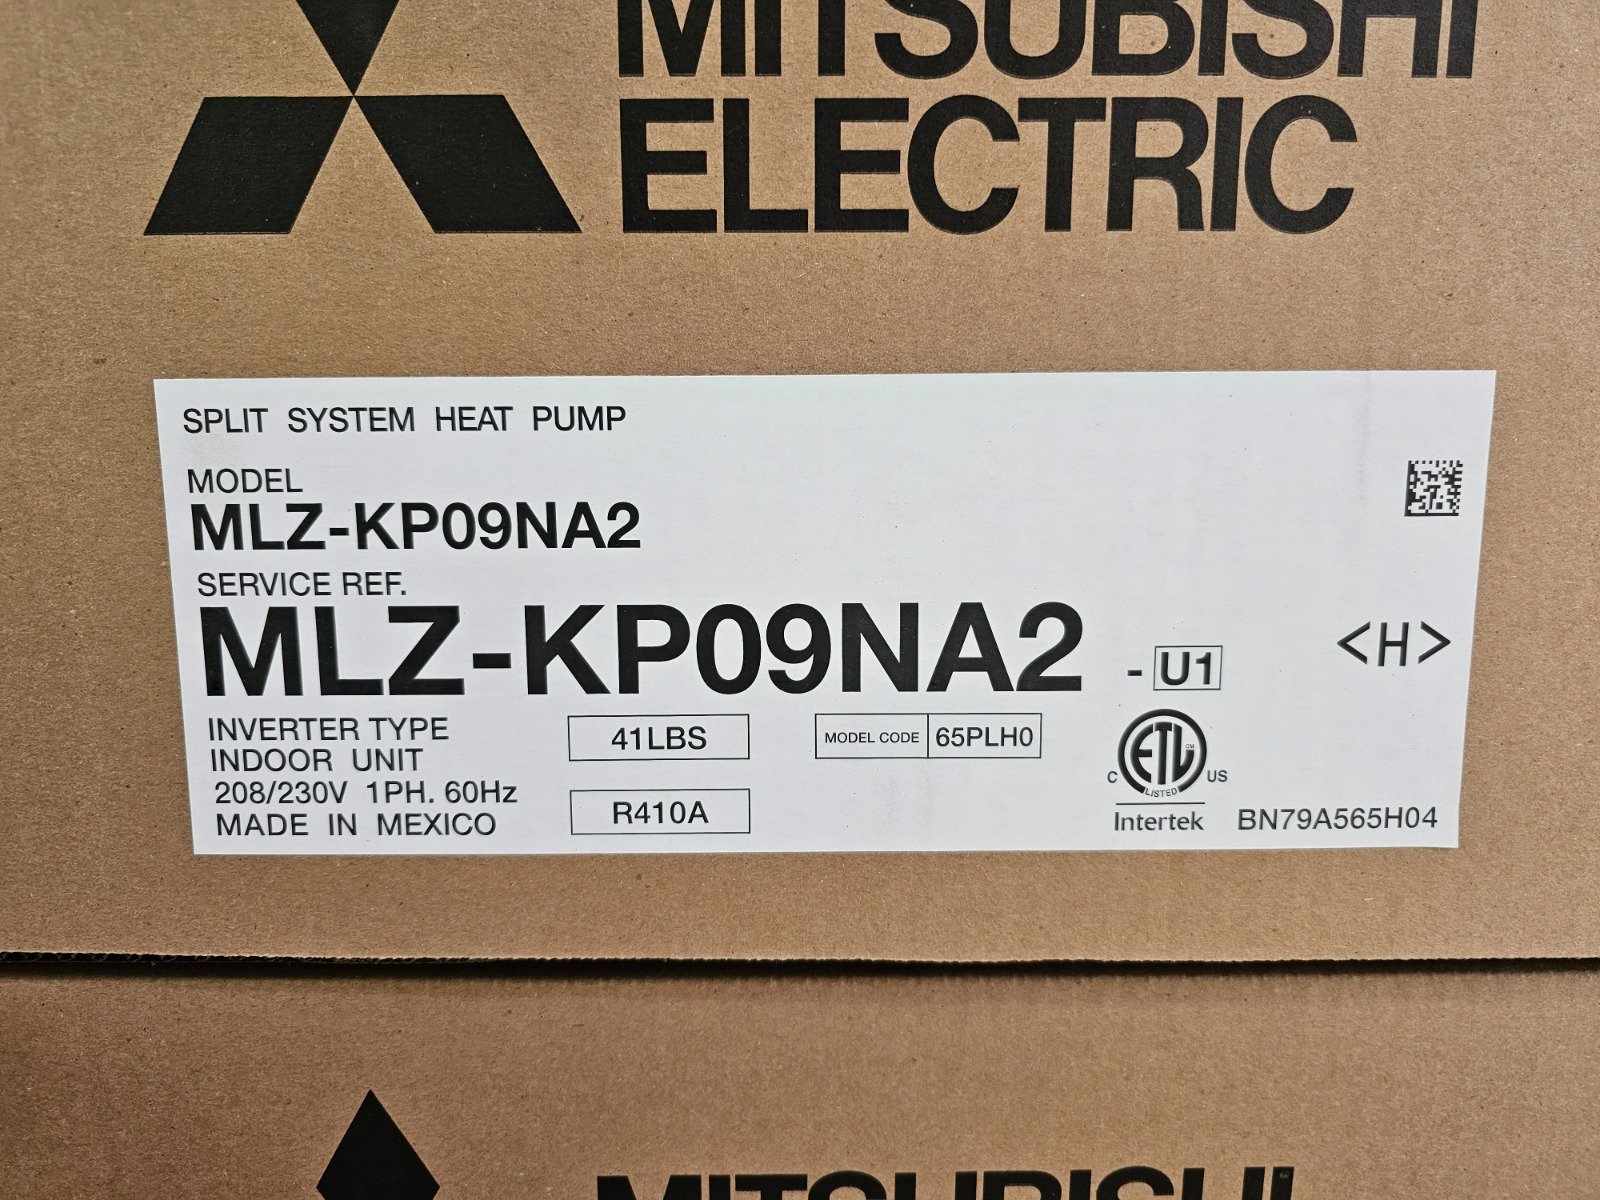 MITSUBISHI
ELECTRIC
SPLIT SYSTEM HEAT PUMP
MODEL
MLZ-KP09NA2
SERVICE REF.
MLZ-KP09NA2 - U1
<H>
INVERTER TYPE
INDOOR UNIT
208/230V 1PH. 60Hz
MADE IN MEXICO
41LBS
R410A
MODEL CODE 65PLH0
ETL CM
C US
LISTED
Intertek
BN79A565H04
MITSUBISHI